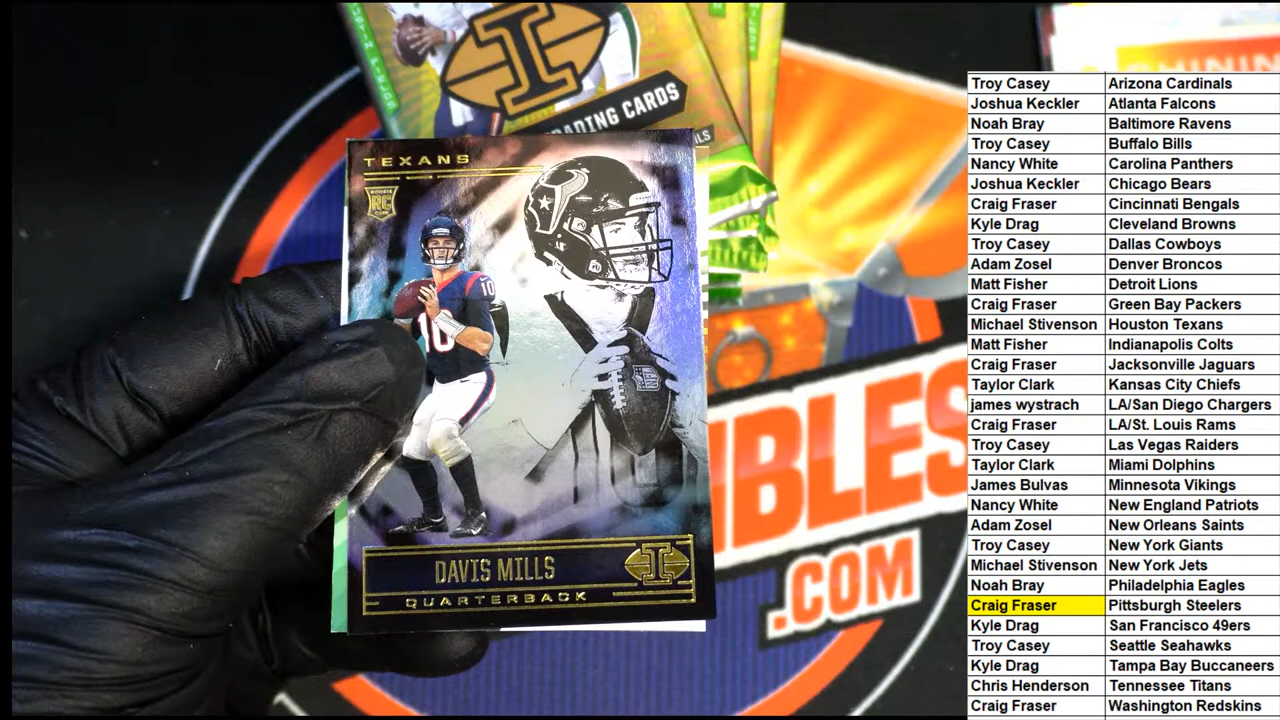 JUSTIN FIELDS
TRADING CARDS
SHINING
TEXANS
ROOKIE
RC
10
10
NFL
DAVIS MILLS
QUARTERBACK
IBLES
.COM
Troy Casey Arizona Cardinals
Joshua Keckler Atlanta Falcons
Noah Bray Baltimore Ravens
Troy Casey Buffalo Bills
Nancy White Carolina Panthers
Joshua Keckler Chicago Bears
Craig Fraser Cincinnati Bengals
Kyle Drag Cleveland Browns
Troy Casey Dallas Cowboys
Adam Zosel Denver Broncos
Matt Fisher Detroit Lions
Craig Fraser Green Bay Packers
Michael Stivenson Houston Texans
Matt Fisher Indianapolis Colts
Craig Fraser Jacksonville Jaguars
Taylor Clark Kansas City Chiefs
james wystrach LA/San Diego Chargers
Craig Fraser LA/St. Louis Rams
Troy Casey Las Vegas Raiders
Taylor Clark Miami Dolphins
James Bulvas Minnesota Vikings
Nancy White New England Patriots
Adam Zosel New Orleans Saints
Troy Casey New York Giants
Michael Stivenson New York Jets
Noah Bray Philadelphia Eagles
Craig Fraser Pittsburgh Steelers
Kyle Drag San Francisco 49ers
Troy Casey Seattle Seahawks
Kyle Drag Tampa Bay Buccaneers
Chris Henderson Tennessee Titans
Craig Fraser Washington Redskins